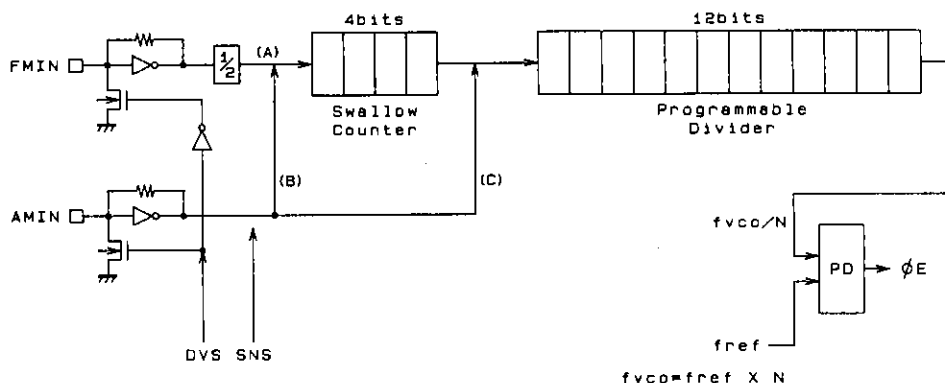 4bits
12bits
FMIN
1/2
(A)
Swallow
Counter
Programmable
Divider
(B)
(C)
AMIN
fvco/N
PD
φE
DVS SNS
fref
fvco=fref X N